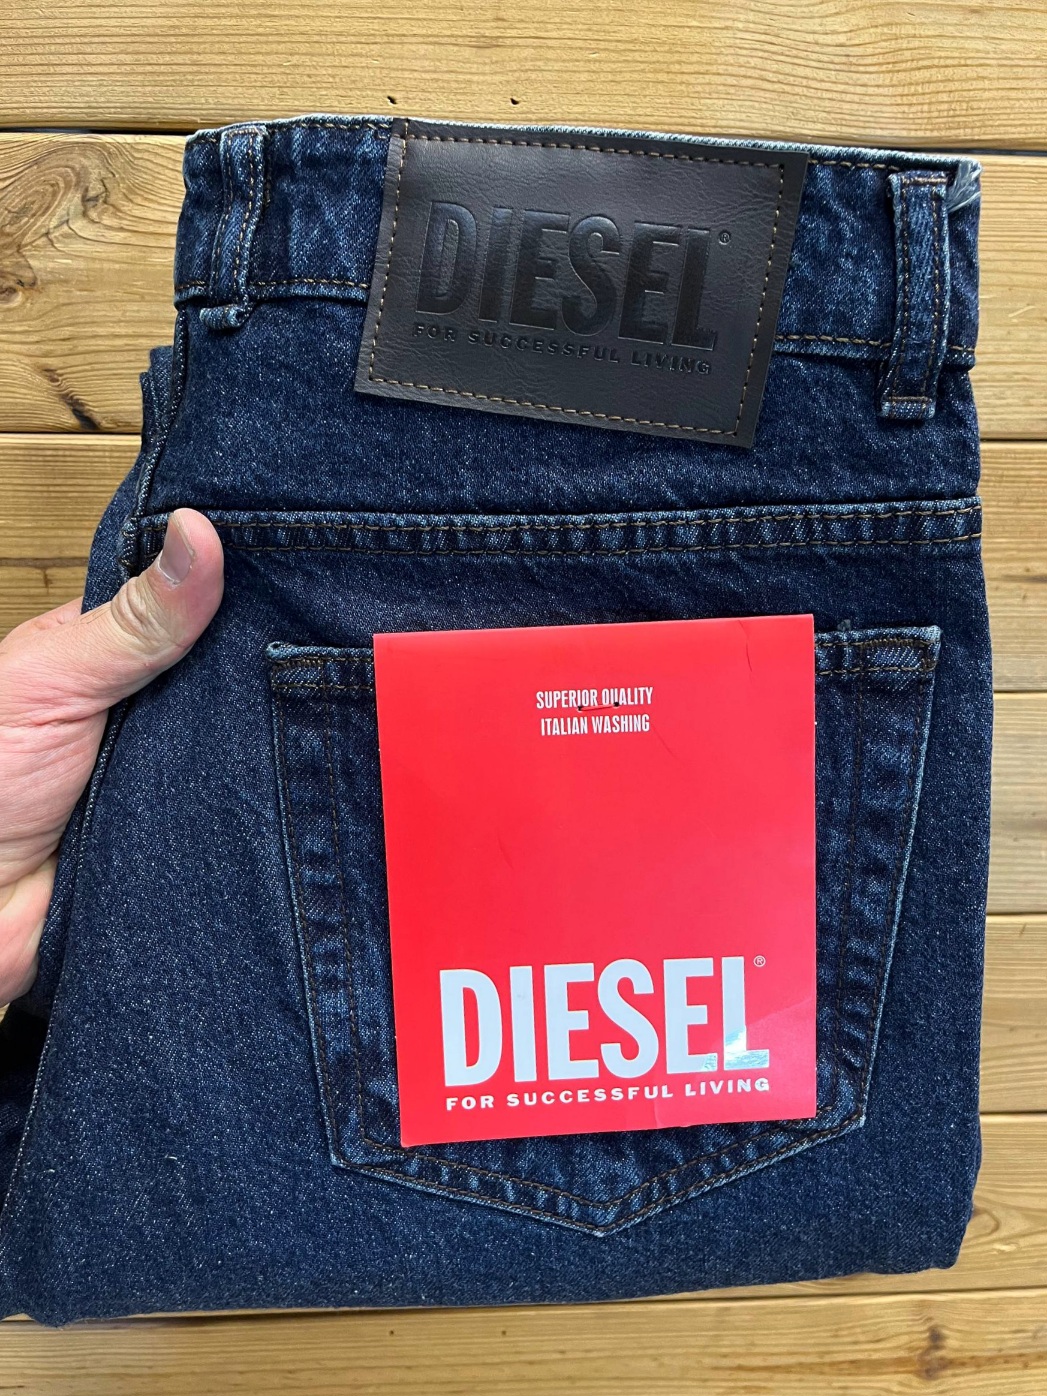 DIESEL®
FOR SUCCESSFUL LIVING
SUPERIOR QUALITY
ITALIAN WASHING
DIESEL®
FOR SUCCESSFUL LIVING